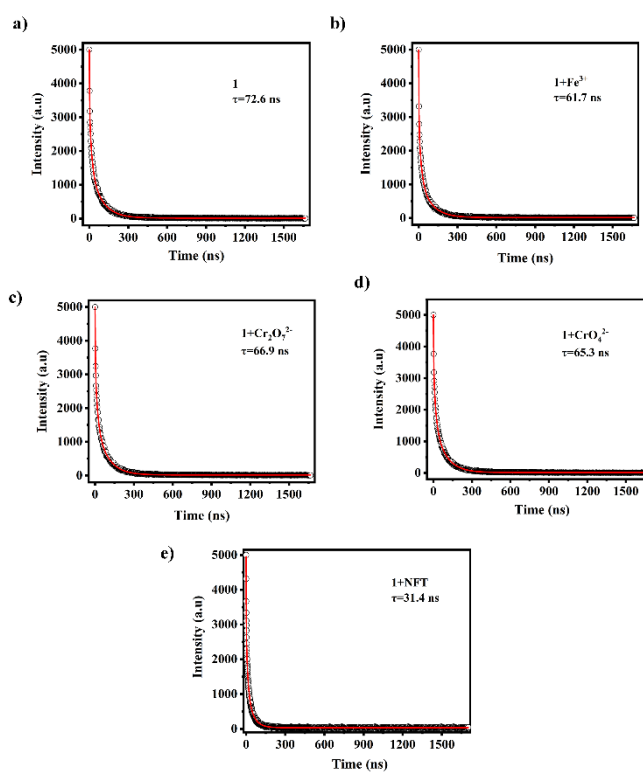 a)
1
τ=72.6 ns
Intensity (a.u)
5000
4000
3000
2000
1000
0
0 300 600 900 1200 1500
Time (ns)
b)
1+Fe³⁺
τ=61.7 ns
Intensity (a.u)
5000
4000
3000
2000
1000
0
0 300 600 900 1200 1500
Time (ns)
c)
1+Cr₂O₇²⁻
τ=66.9 ns
Intensity (a.u)
5000
4000
3000
2000
1000
0
0 300 600 900 1200 1500
Time (ns)
d)
1+CrO₄²⁻
τ=65.3 ns
Intensity (a.u)
5000
4000
3000
2000
1000
0
0 300 600 900 1200 1500
Time (ns)
e)
1+NFT
τ=31.4 ns
Intensity (a.u)
5000
4000
3000
2000
1000
0
0 300 600 900 1200 1500
Time (ns)